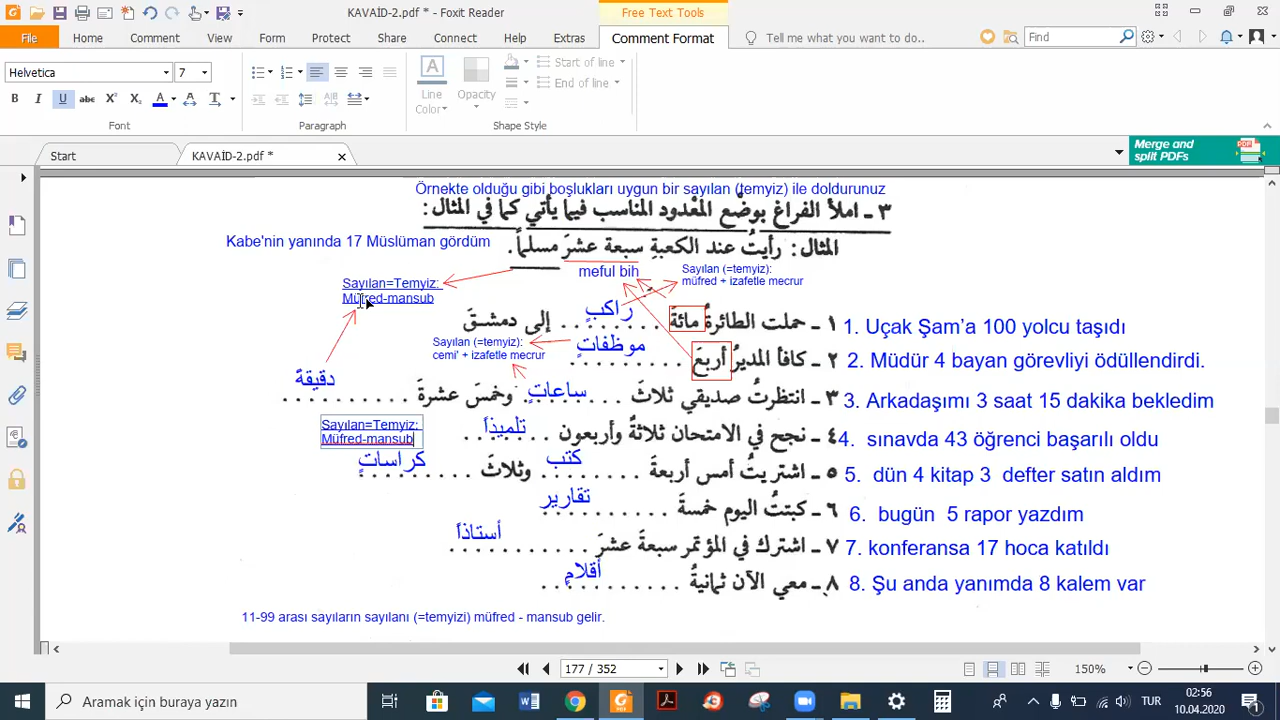 KAVAİD-2.pdf * - Foxit Reader
Free Text Tools
File Home Comment View Form Protect Share Connect Help Extras Comment Format Tell me what you want to do.. Find
Helvetica 7
Line Color Opacity Start of line End of line
Font Paragraph Shape Style
Start KAVAİD-2.pdf * Merge and split PDFs
Örnekte olduğu gibi boşlukları uygun bir sayılan (temyiz) ile doldurunuz
٣ ـ املأ الفراغ بوضْع المعْدود المناسب فيما يأتي كما في المثال :
Kabe'nin yanında 17 Müslüman gördüm
المثال : رأيتُ عند الكعبةِ سبعة عشرَ مسلماً .
meful bih
Sayılan (=temyiz):
müfred + izafetle mecrur
Sayılan=Temyiz:
Müfred-mansub
راكبٍ
١ ـ حملت الطائرةُ مائةَ . . . . . . . . إلى دمشـقَ
1. Uçak Şam'a 100 yolcu taşıdı
Sayılan (=temyiz):
cemi' + izafetle mecrur
موظفاتٍ
٢ ـ كافأ المديرُ أربعَ . . . . . . . . . .
2. Müdür 4 bayan görevliyi ödüllendirdi.
ساعاتٍ
دقيقةً
٣ ـ انتظرتُ صديقي ثلاثَ . . . . . . . . وخمسَ عشرةَ . . . . . . . . . .
3. Arkadaşımı 3 saat 15 dakika bekledim
Sayılan=Temyiz:
Müfred-mansub
تلميذاً
٤ ـ نجح في الامتحان ثلاثةٌ وأربعون . . . . . . . .
4. sınavda 43 öğrenci başarılı oldu
كتب
كراساتٍ
٥ ـ اشتريتُ أمس أربعةَ . . . . . . . . وثلاثَ . . . . . . . . . .
5. dün 4 kitap 3 defter satın aldım
تقارير
٦ ـ كتبتُ اليوم خمسةَ . . . . . . . . . .
6. bugün 5 rapor yazdım
أستاذاً
٧ ـ اشترك في المؤتمر سبعةَ عشرَ . . . . . . . . . . .
7. konferansa 17 hoca katıldı
أقلامٍ
٨ ـ معي الآن ثمانيةُ . . . . . . . . . . .
8. Şu anda yanımda 8 kalem var
11-99 arası sayıların sayılanı (=temyizi) müfred - mansub gelir.
177 / 352 150%
Aramak için buraya yazın TUR 02:56
10.04.2020